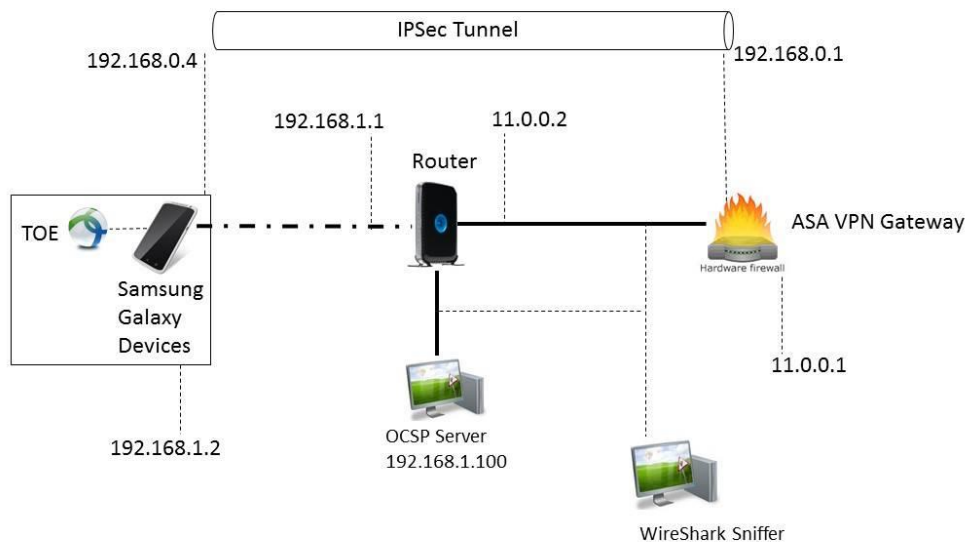 IPSec Tunnel
192.168.0.4
192.168.0.1
192.168.1.1
11.0.0.2
Router
TOE
ASA VPN Gateway
Hardware firewall
Samsung
Galaxy
Devices
11.0.0.1
OCSP Server
192.168.1.100
192.168.1.2
WireShark Sniffer